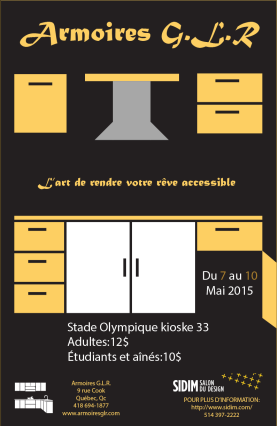 Armoires G.L.R
L'art de rendre votre rêve accessible
Du 7 au 10
Mai 2015
Stade Olympique kioske 33
Adultes:12$
Étudiants et aînés:10$
Armoires G.L.R.
9 rue Cook
Québec, Qc
418 694-1877
www.armoiresglr.com
SIDIM SALON
DU DESIGN
POUR PLUS D'INFORMATION:
http://www.sidim.com/
514 397-2222